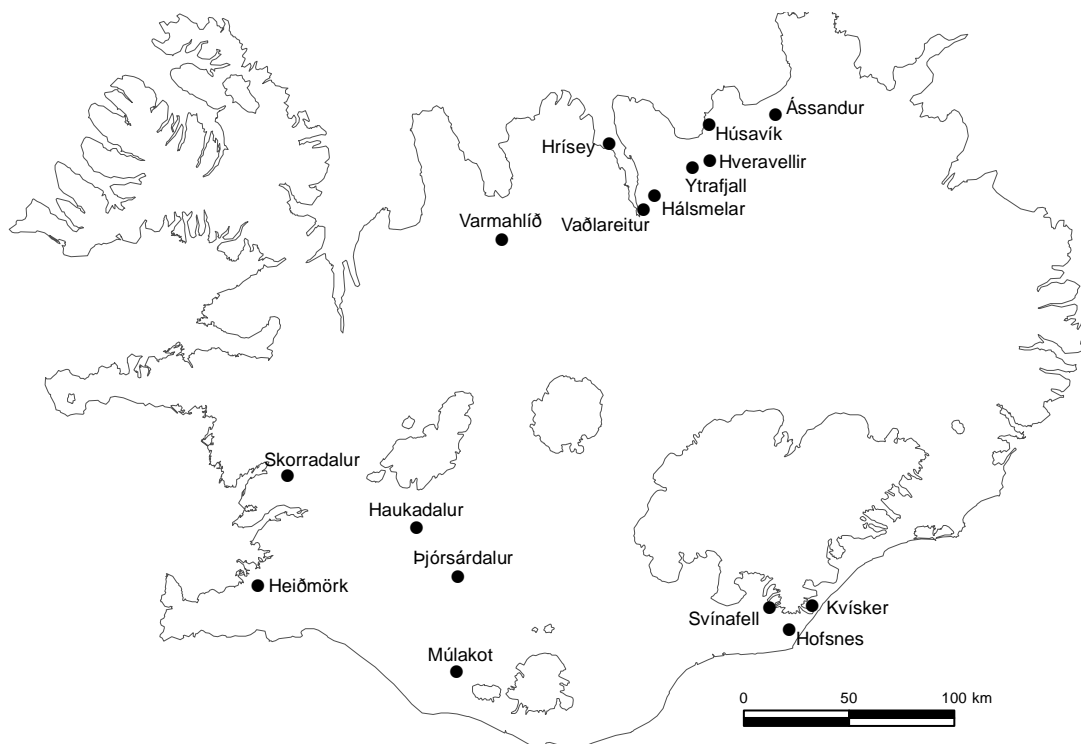 Ássandur
Húsavík
Hrísey
Hveravellir
Ytrafjall
Hálsmelar
Varmahlíð
Vaðlareitur
Skorradalur
Haukadalur
Þjórsárdalur
Heiðmörk
Svínafell
Kvísker
Hofsnes
Múlakot
0 50 100 km